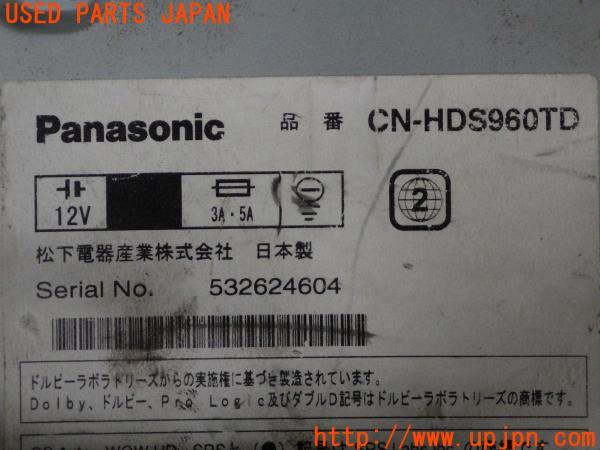 USED PARTS JAPAN
Panasonic 品番 CN-HDS960TD
12V 3A・5A 2
松下電器産業株式会社 日本製
Serial No. 532624604
ドルビーラボラトリーズからの実施権に基づき製造されています。
Dolby、ドルビー、Pro Logic及びダブルD記号はドルビーラボラトリーズの商標です。
http://www.upjpn.com